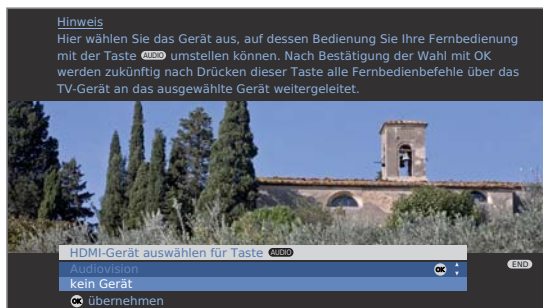 Hinweis
Hier wählen Sie das Gerät aus, auf dessen Bedienung Sie Ihre Fernbedienung
mit der Taste AUDIO umstellen können. Nach Bestätigung der Wahl mit OK
werden zukünftig nach Drücken dieser Taste alle Fernbedienbefehle über das
TV-Gerät an das ausgewählte Gerät weitergeleitet.
HDMI-Gerät auswählen für Taste AUDIO
Audiovision OK
END
kein Gerät
OK übernehmen